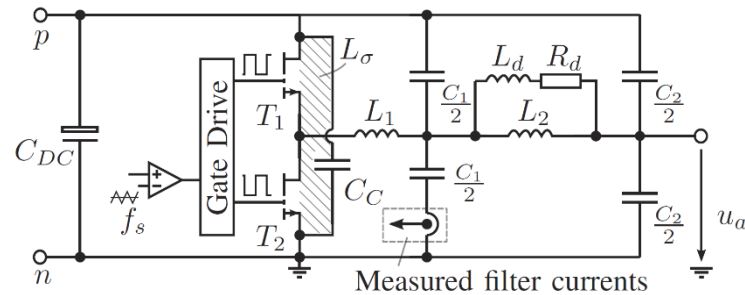 p
L_σ
L_d
R_d
T_1
Gate Drive
C_1/2
C_2/2
L_1
L_2
C_DC
+
−
f_s
C_C
C_1/2
T_2
C_2/2
u_a
n
Measured filter currents